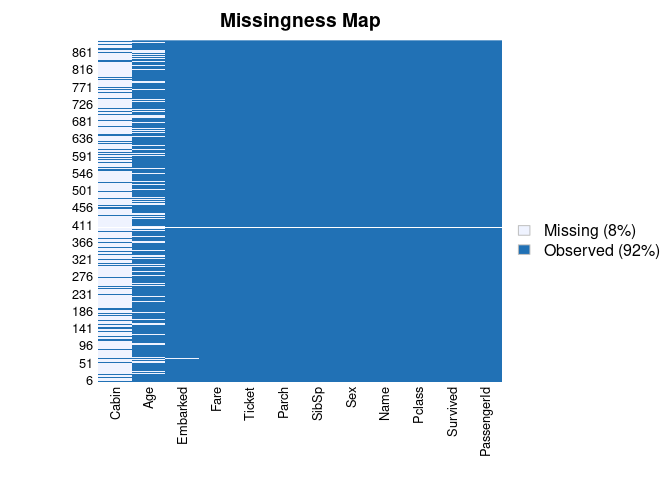 Missingness Map
861
816
771
726
681
636
591
546
501
456
411
366
321
276
231
186
141
96
51
6
Missing (8%)
Observed (92%)
Cabin
Age
Embarked
Fare
Ticket
Parch
SibSp
Sex
Name
Pclass
Survived
PassengerId